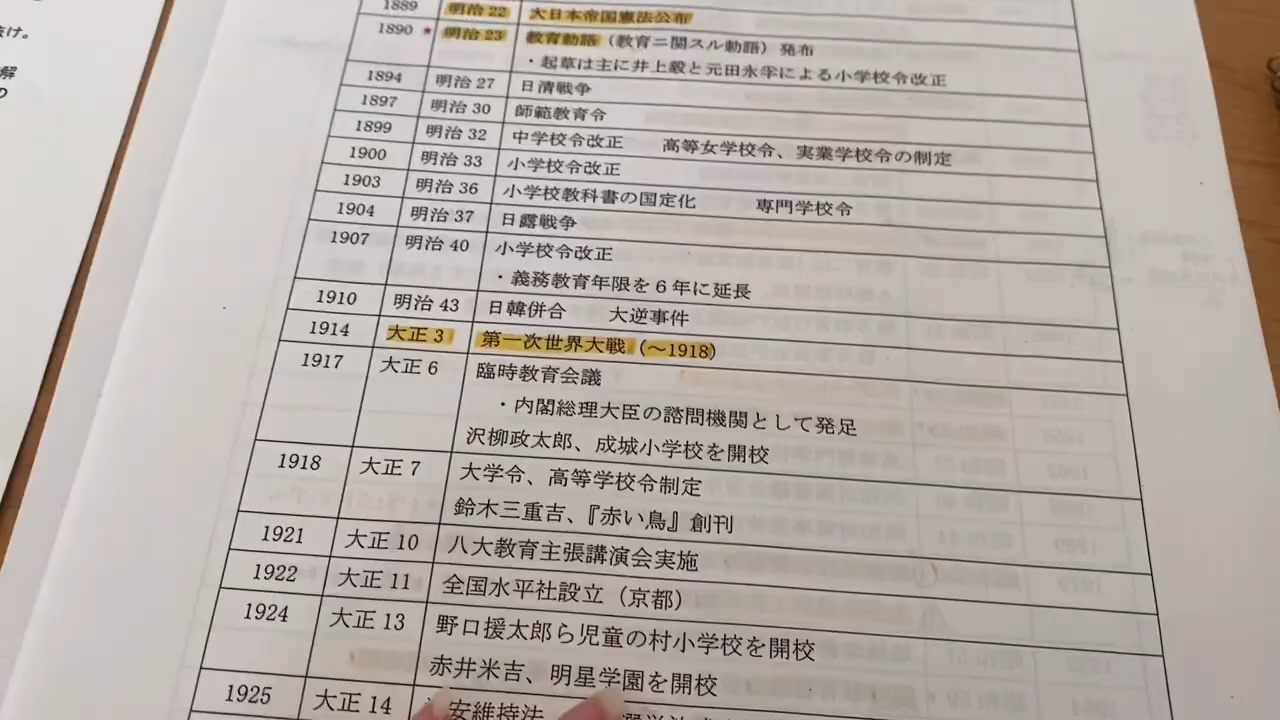 け。
解
の
1889 明治 22 大日本帝国憲法公布
1890 * 明治 23 教育勅語(教育ニ関スル勅語)発布
・起草は主に井上毅と元田永孚による小学校令改正
1894 明治 27 日清戦争
1897 明治 30 師範教育令
1899 明治 32 中学校令改正 高等女学校令、実業学校令の制定
1900 明治 33 小学校令改正
1903 明治 36 小学校教科書の国定化 専門学校令
1904 明治 37 日露戦争
1907 明治 40 小学校令改正
・義務教育年限を6年に延長
1910 明治 43 日韓併合 大逆事件
1914 大正 3 第一次世界大戦(~1918)
1917 大正 6 臨時教育会議
・内閣総理大臣の諮問機関として発足
沢柳政太郎、成城小学校を開校
1918 大正 7 大学令、高等学校令制定
鈴木三重吉、『赤い鳥』創刊
1921 大正 10 八大教育主張講演会実施
1922 大正 11 全国水平社設立(京都)
1924 大正 13 野口援太郎ら児童の村小学校を開校
赤井米吉、明星学園を開校
1925 大正 14 安維持法